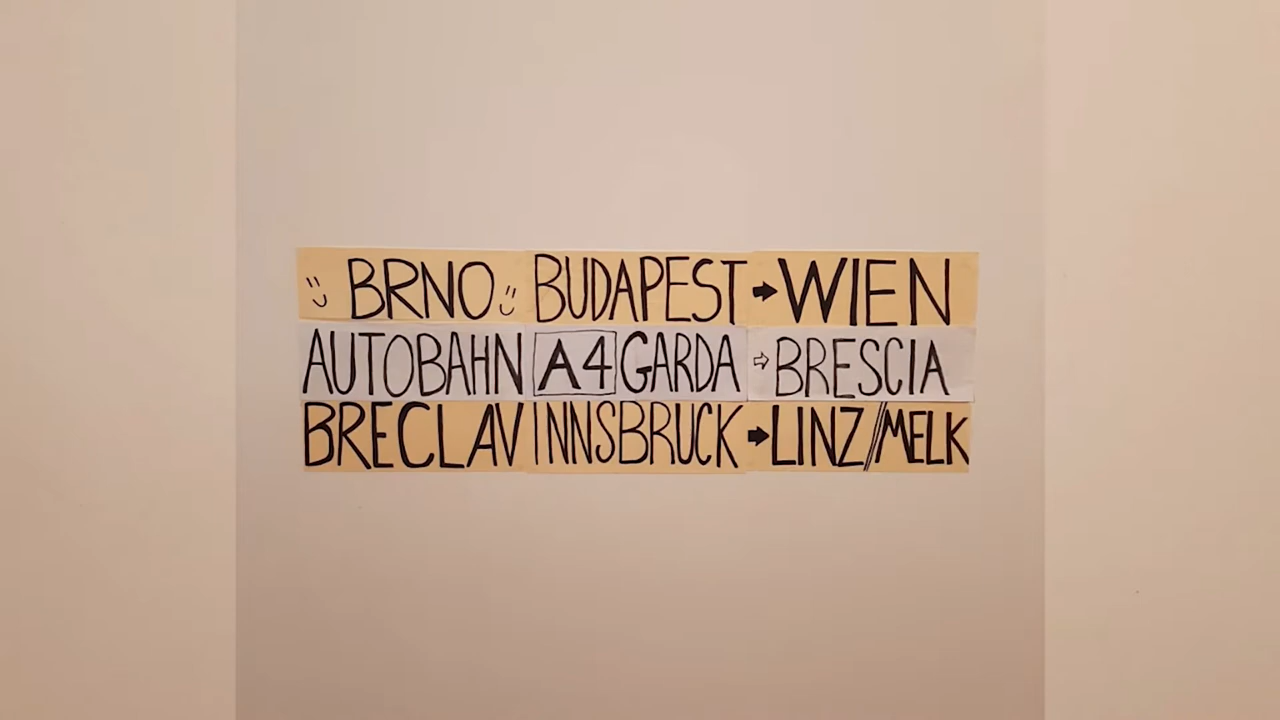 BRNO BUDAPEST → WIEN
AUTOBAHN A4 GARDA ⇨ BRESCIA
BRECLAV INNSBRUCK → LINZ//MELK